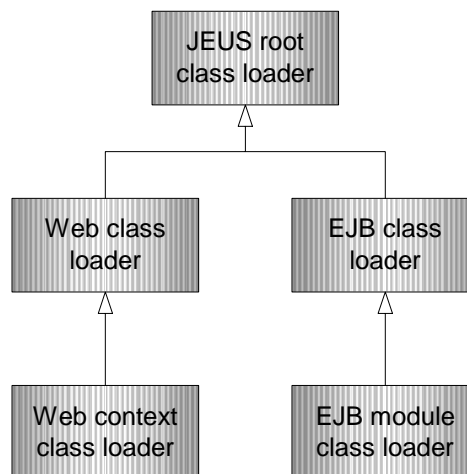 JEUS root
class loader
Web class
loader
EJB class
loader
Web context
class loader
EJB module
class loader